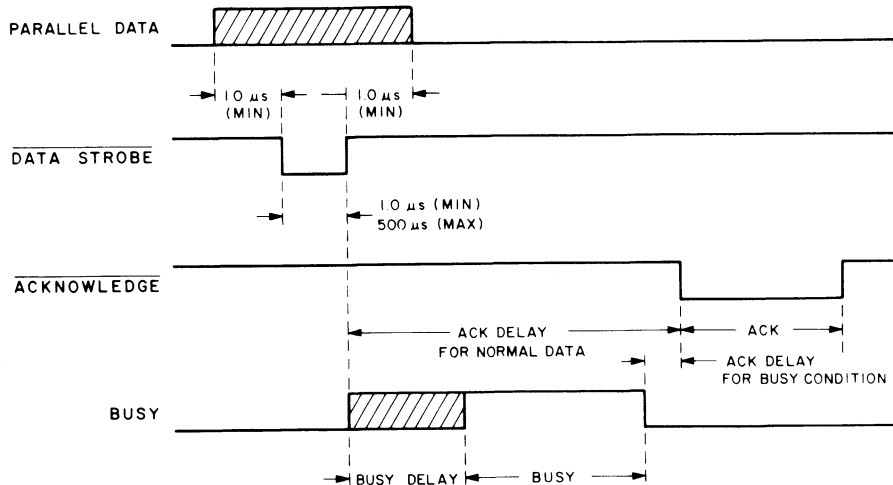 PARALLEL DATA
1.0 µs
(MIN)
1.0 µs
(MIN)
DATA STROBE
1.0 µs (MIN)
500 µs (MAX)
ACKNOWLEDGE
ACK DELAY
FOR NORMAL DATA
ACK
ACK DELAY
FOR BUSY CONDITION
BUSY
BUSY DELAY
BUSY